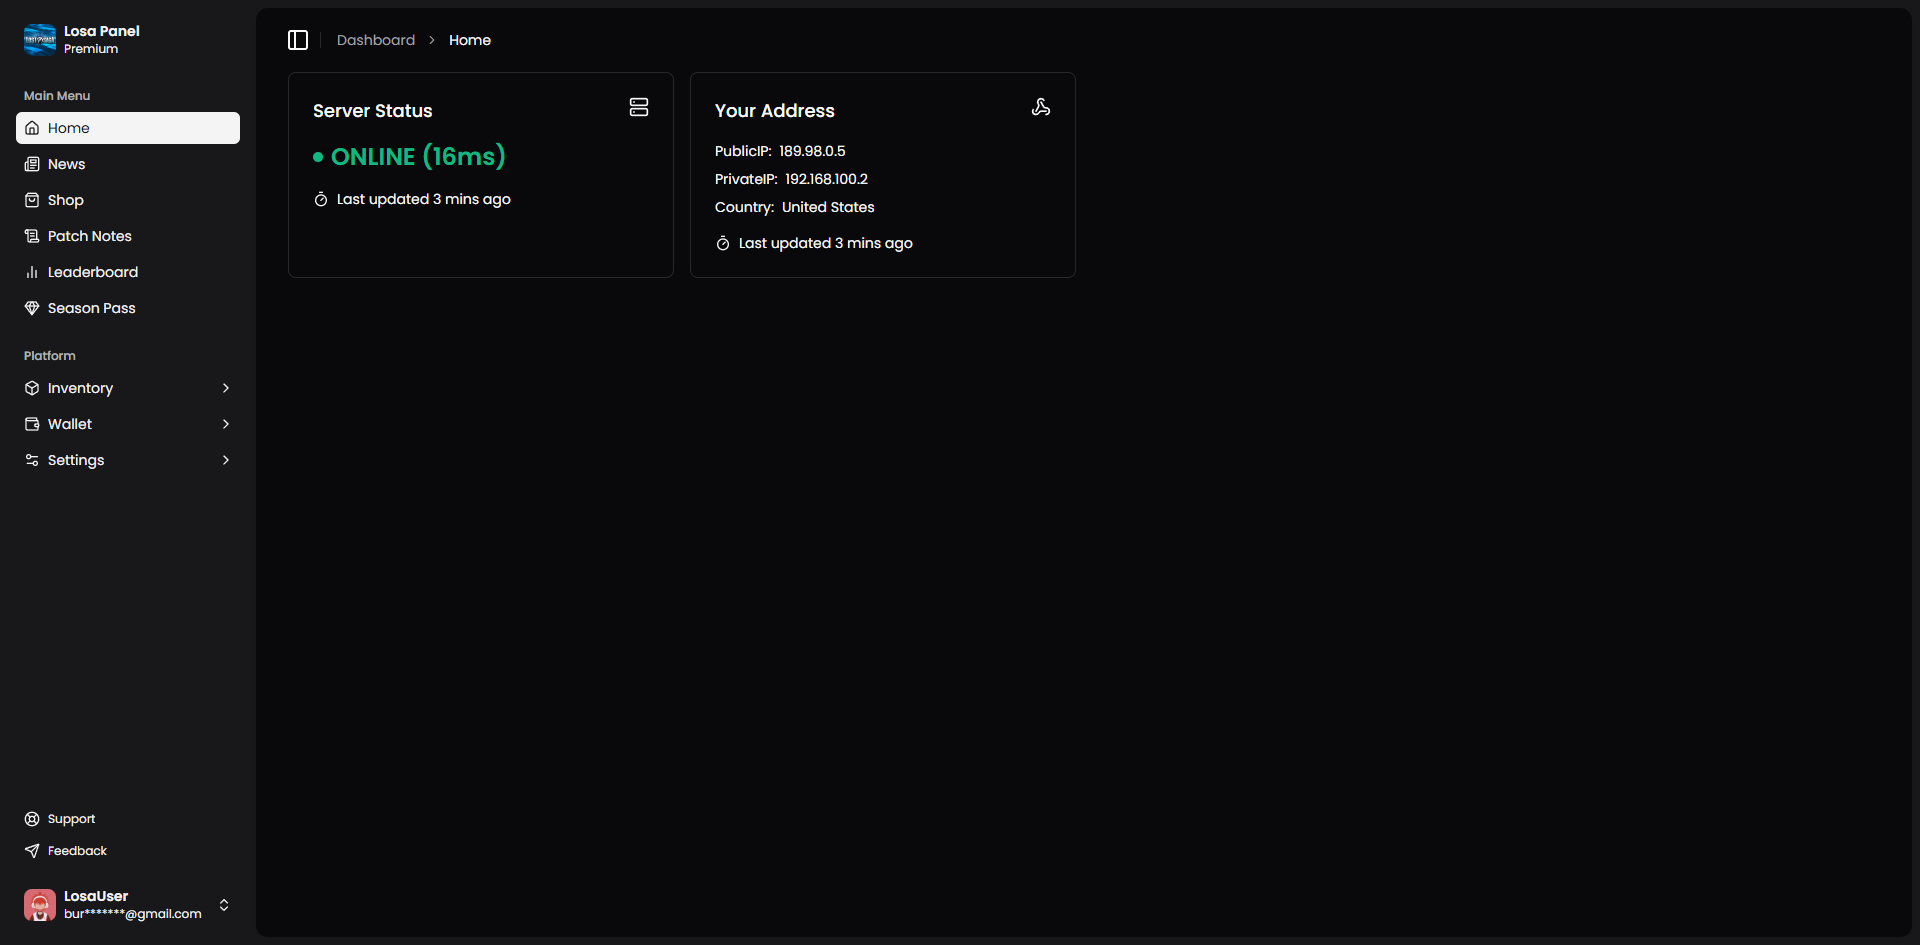 Losa Panel
Premium
Main Menu
Home
News
Shop
Patch Notes
Leaderboard
Season Pass
Platform
Inventory
Wallet
Settings
Support
Feedback
LosaUser
bur*******@gmail.com
Dashboard > Home
Server Status
ONLINE (16ms)
Last updated 3 mins ago
Your Address
PublicIP: 189.98.0.5
PrivateIP: 192.168.100.2
Country: United States
Last updated 3 mins ago